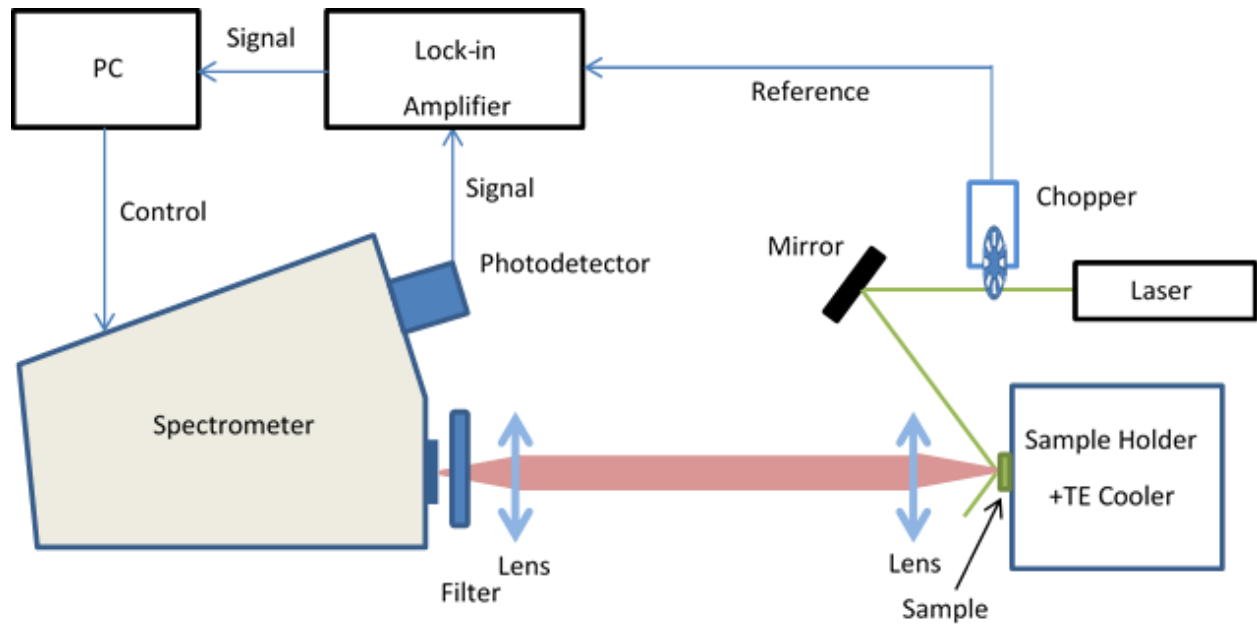 PC
Signal
Lock-in
Amplifier
Reference
Control
Signal
Photodetector
Mirror
Chopper
Laser
Spectrometer
Sample Holder
+TE Cooler
Lens
Filter
Lens
Sample